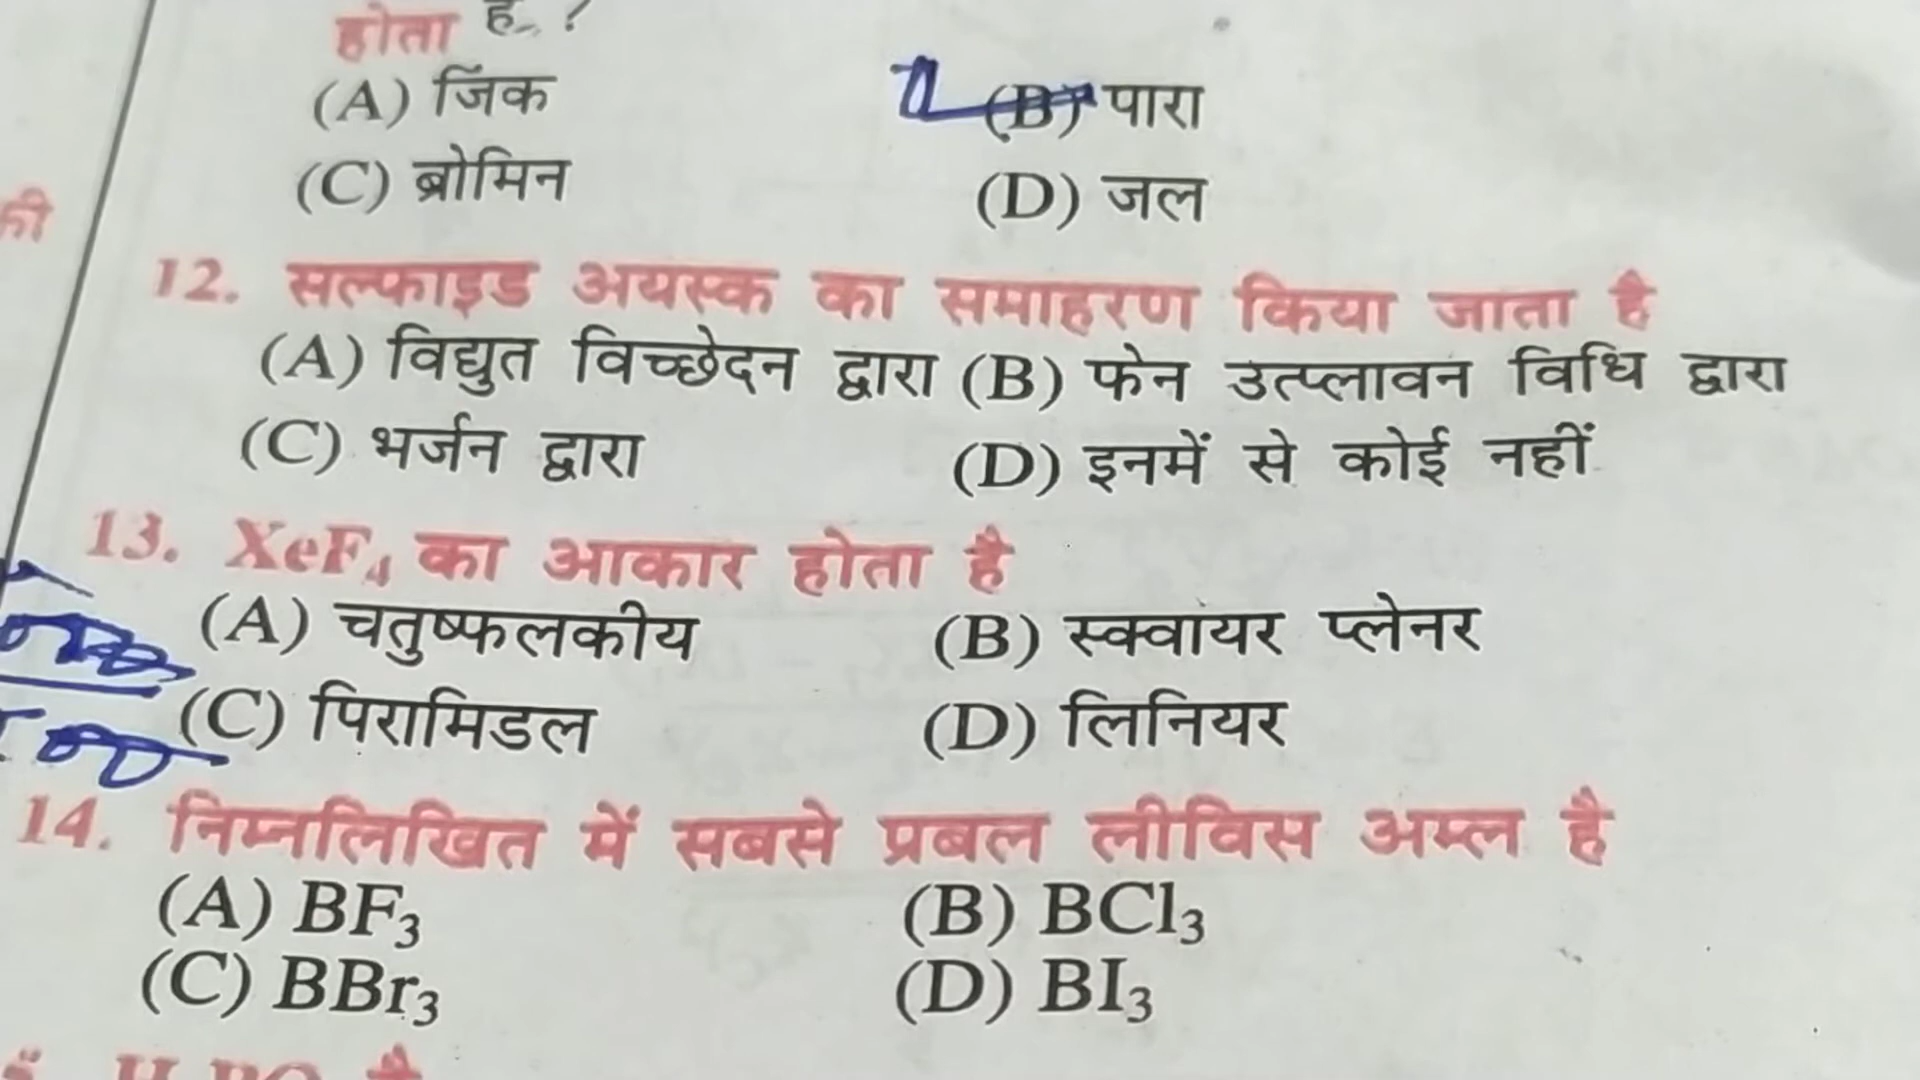 होता है ?
(A) जिंक (B) पारा
(C) ब्रोमिन (D) जल
की
12. सल्फाइड अयस्क का समाहरण किया जाता है
(A) विद्युत विच्छेदन द्वारा (B) फेन उत्प्लावन विधि द्वारा
(C) भर्जन द्वारा (D) इनमें से कोई नहीं
13. XeF₄ का आकार होता है
(A) चतुष्फलकीय (B) स्क्वायर प्लेनर
(C) पिरामिडल (D) लिनियर
14. निम्नलिखित में सबसे प्रबल लीविस अम्ल है
(A) BF₃ (B) BCl₃
(C) BBr₃ (D) BI₃